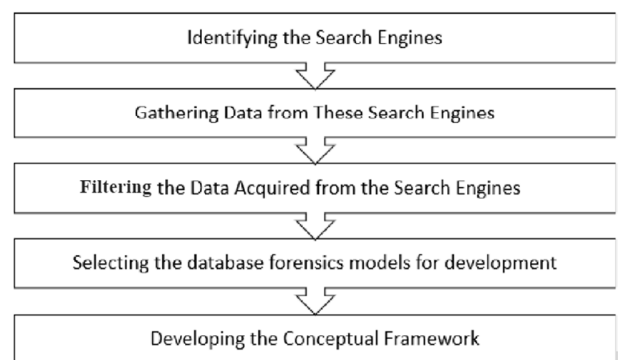 Identifying the Search Engines
Gathering Data from These Search Engines
Filtering the Data Acquired from the Search Engines
Selecting the database forensics models for development
Developing the Conceptual Framework